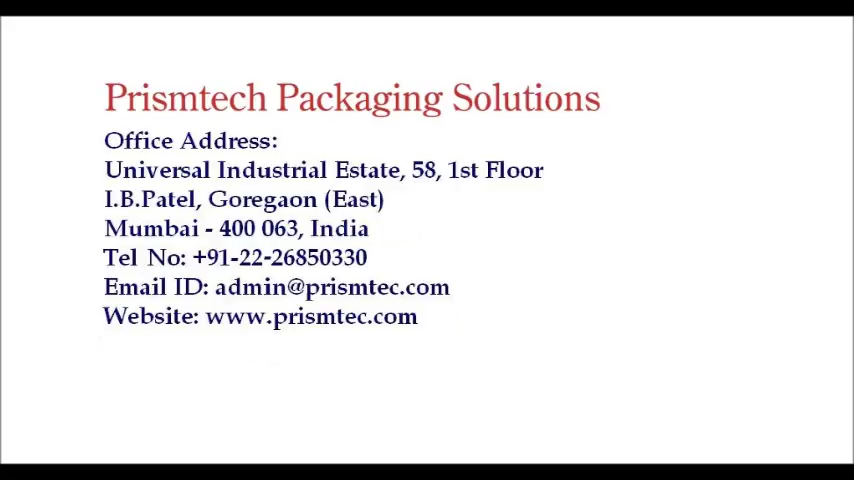 Prismtech Packaging Solutions
Office Address:
Universal Industrial Estate, 58, 1st Floor
I.B.Patel, Goregaon (East)
Mumbai - 400 063, India
Tel No: +91-22-26850330
Email ID: admin@prismtec.com
Website: www.prismtec.com